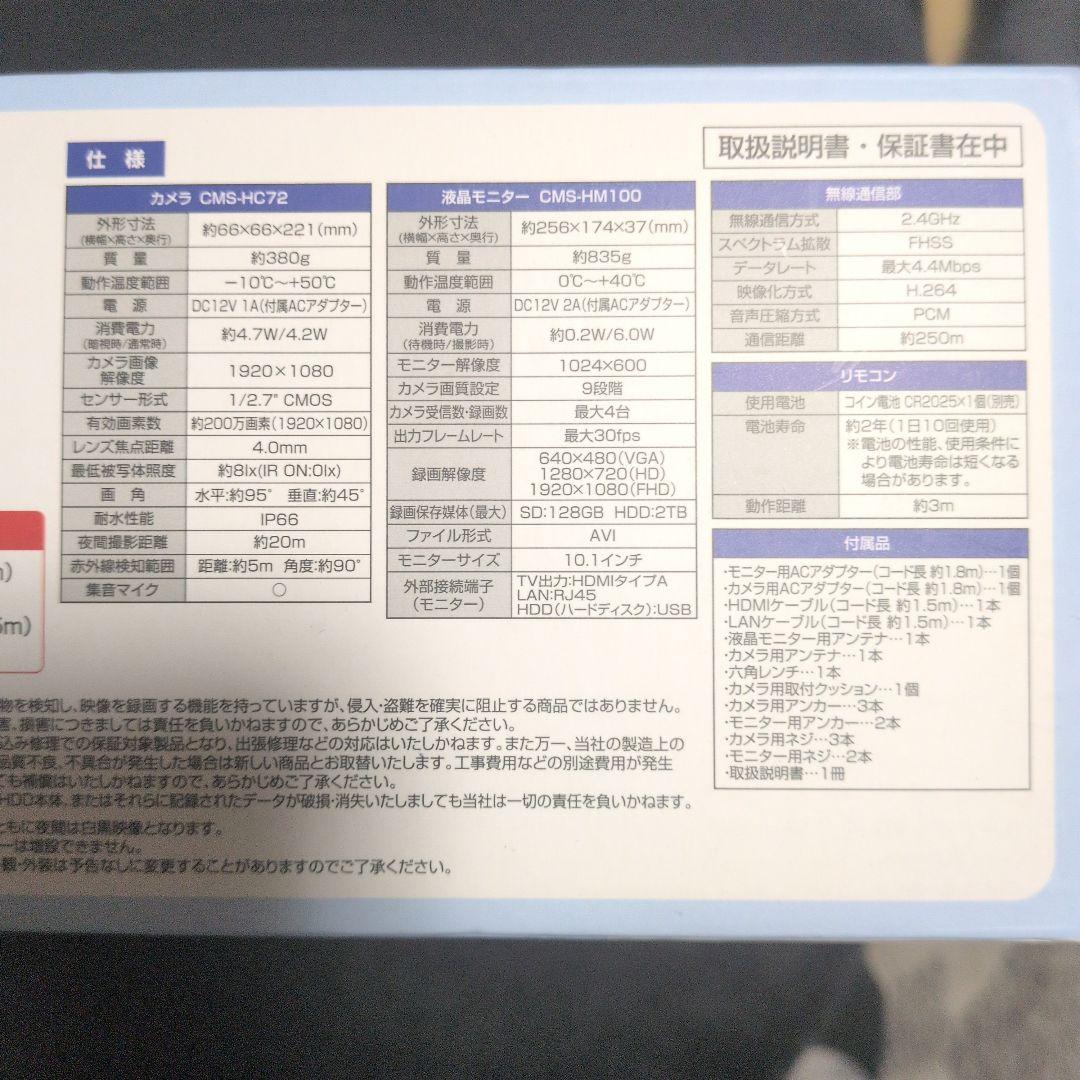 仕 様
取扱説明書・保証書在中
カメラ CMS-HC72
外形寸法
(横幅×高さ×奥行)
約66×66×221(mm)
質 量 約380g
動作温度範囲 −10℃〜+50℃
電 源 DC12V 1A(付属ACアダプター)
消費電力
(暗視時/通常時)
約4.7W/4.2W
カメラ画像
解像度
1920×1080
センサー形式 1/2.7" CMOS
有効画素数 約200万画素(1920×1080)
レンズ焦点距離 4.0mm
最低被写体照度 約8lx(IR ON:0lx)
画 角 水平:約95° 垂直:約45°
耐水性能 IP66
夜間撮影距離 約20m
赤外線検知範囲 距離:約5m 角度:約90°
集音マイク 〇
液晶モニター CMS-HM100
外形寸法
(横幅×高さ×奥行)
約256×174×37(mm)
質 量 約835g
動作温度範囲 0℃〜+40℃
電 源 DC12V 2A(付属ACアダプター)
消費電力
(待機時/撮影時)
約0.2W/6.0W
モニター解像度 1024×600
カメラ画質設定 9段階
カメラ受信数・録画数 最大4台
出力フレームレート 最大30fps
録画解像度
640×480(VGA)
1280×720(HD)
1920×1080(FHD)
録画保存媒体(最大) SD:128GB HDD:2TB
ファイル形式 AVI
モニターサイズ 10.1インチ
外部接続端子
(モニター)
TV出力:HDMIタイプA
LAN:RJ45
HDD(ハードディスク):USB
無線通信部
無線通信方式 2.4GHz
スペクトラム拡散 FHSS
データレート 最大4.4Mbps
映像化方式 H.264
音声圧縮方式 PCM
通信距離 約250m
リモコン
使用電池 コイン電池 CR2025×1個(別売)
電池寿命 約2年(1日10回使用)
※電池の性能、使用条件に
より電池寿命は短くなる
場合があります。
動作距離 約3m
付属品
・モニター用ACアダプター(コード長 約1.8m)…1個
・カメラ用ACアダプター(コード長 約1.8m)…1個
・HDMIケーブル(コード長 約1.5m)…1本
・LANケーブル(コード長 約1.5m)…1本
・液晶モニター用アンテナ…1本
・カメラ用アンテナ…1本
・六角レンチ…1本
・カメラ用取付クッション…1個
・カメラ用アンカー…3本
・モニター用アンカー…2本
・カメラ用ネジ…3本
・モニター用ネジ…2本
・取扱説明書…1冊
5m)
物を検知し、映像を録画する機能を持っていますが、侵入・盗難を確実に阻止する商品ではありません。
害、損害につきましては責任を負いかねますので、あらかじめご了承ください。
込み修理での保証対象製品となり、出張修理などの対応はいたしかねます。また万一、当社の製造上の
品質不良、不具合が発生した場合は新しい商品とお取替いたします。工事費用などの別途費用が発生
ても補償はいたしかねますので、あらかじめご了承ください。
HDD本体、またはそれらに記録されたデータが破損・消失いたしましても当社は一切の責任を負いかねます。
ともに夜間は白黒映像となります。
ーは増設できません。
観・外装は予告なしに変更することがありますのでご了承ください。